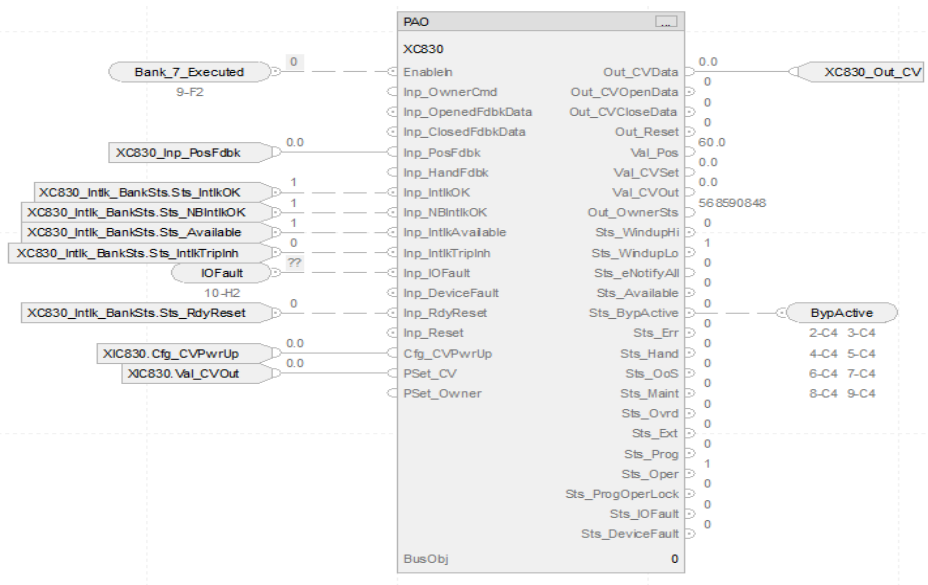 PAO ...
XC830
Bank_7_Executed 0 EnableIn Out_CVData 0.0 XC830_Out_CV
9-F2 Inp_OwnerCmd Out_CVOpenData 0
Inp_OpenedFdbkData Out_CVCloseData 0
Inp_ClosedFdbkData Out_Reset 0
XC830_Inp_PosFdbk 0.0 Inp_PosFdbk Val_Pos 60.0
Inp_HandFdbk Val_CVSet 0.0
XC830_Intlk_BankSts.Sts_IntlkOK 1 Inp_IntlkOK Val_CVOut 0.0
XC830_Intlk_BankSts.Sts_NBIntlkOK 1 Inp_NBIntlkOK Out_OwnerSts 568590848
XC830_Intlk_BankSts.Sts_Available 1 Inp_IntlkAvailable Sts_WindupHi 0
XC830_Intlk_BankSts.Sts_IntlkTripInh 0 Inp_IntlkTripInh Sts_WindupLo 1
IOFault ?? Inp_IOFault Sts_eNotifyAll 0
10-H2 Inp_DeviceFault Sts_Available 0
XC830_Intlk_BankSts.Sts_RdyReset 0 Inp_RdyReset Sts_BypActive 0 BypActive
Inp_Reset Sts_Err 0 2-C4 3-C4
XIC830.Cfg_CVPwrUp 0.0 Cfg_CVPwrUp Sts_Hand 0 4-C4 5-C4
XIC830.Val_CVOut 0.0 PSet_CV Sts_OoS 0 6-C4 7-C4
PSet_Owner Sts_Maint 0 8-C4 9-C4
Sts_Ovrd 0
Sts_Ext 0
Sts_Prog 0
Sts_Oper 1
Sts_ProgOperLock 0
Sts_IOFault 0
Sts_DeviceFault 0
BusObj 0